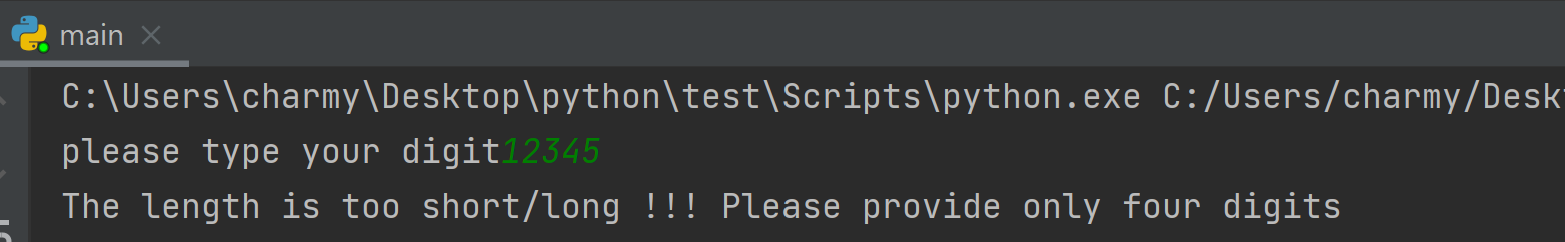 main
C:\Users\charmy\Desktop\python\test\Scripts\python.exe C:/Users/charmy/Desk
please type your digit12345
The length is too short/long !!! Please provide only four digits